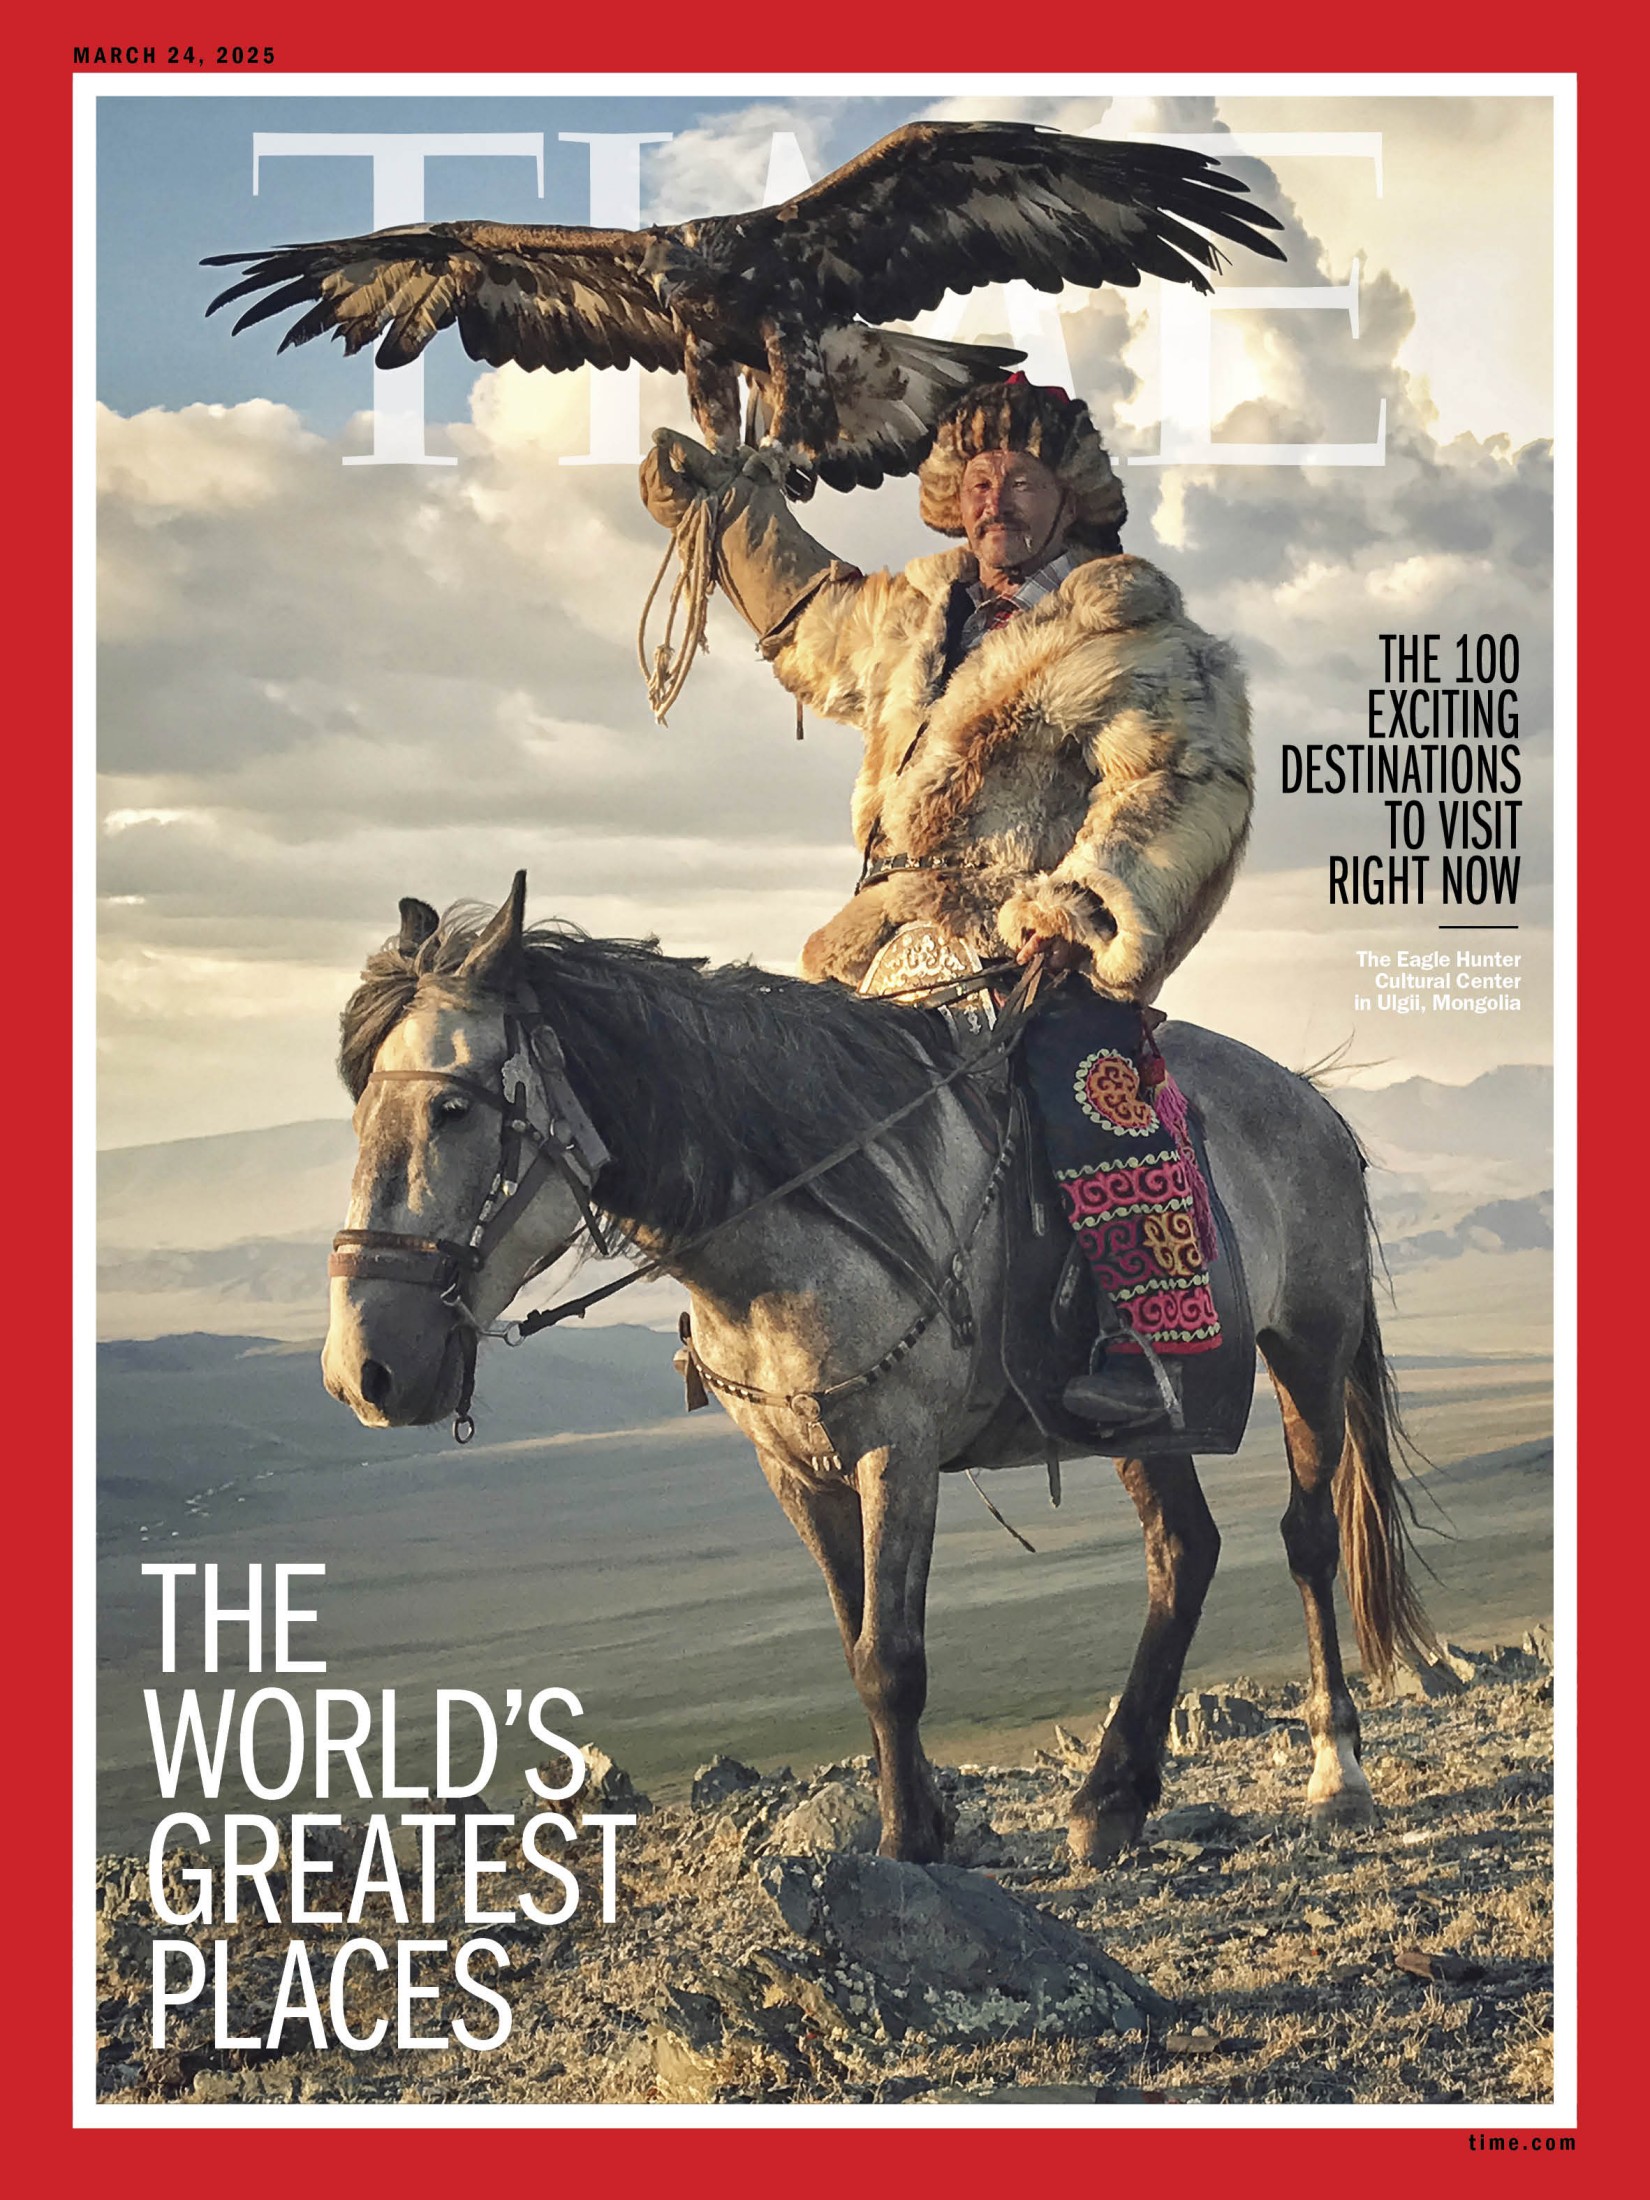 MARCH 24, 2025
TIME
THE 100
EXCITING
DESTINATIONS
TO VISIT
RIGHT NOW
The Eagle Hunter
Cultural Center
in Ulgii, Mongolia
THE
WORLD'S
GREATEST
PLACES
time.com